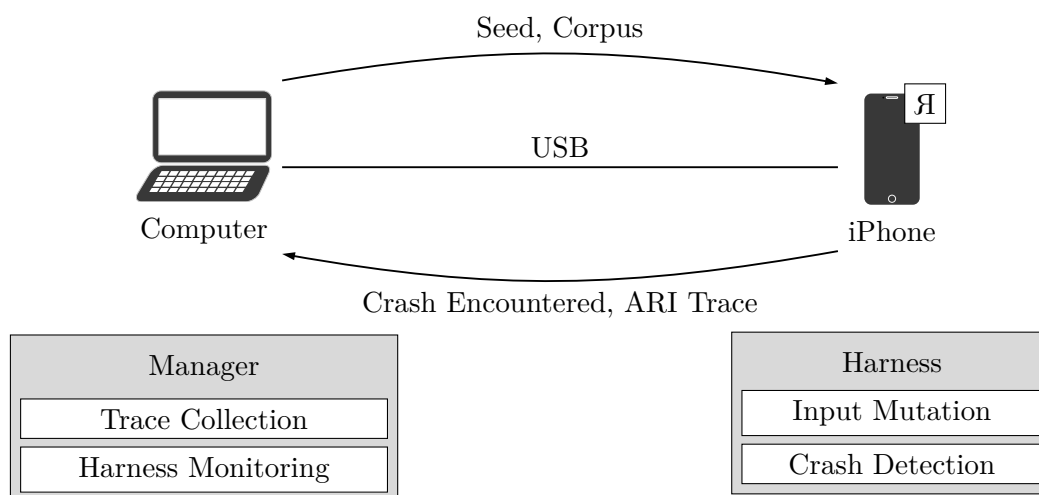 Seed, Corpus
Я
USB
Computer
iPhone
Crash Encountered, ARI Trace
Manager
Trace Collection
Harness Monitoring
Harness
Input Mutation
Crash Detection